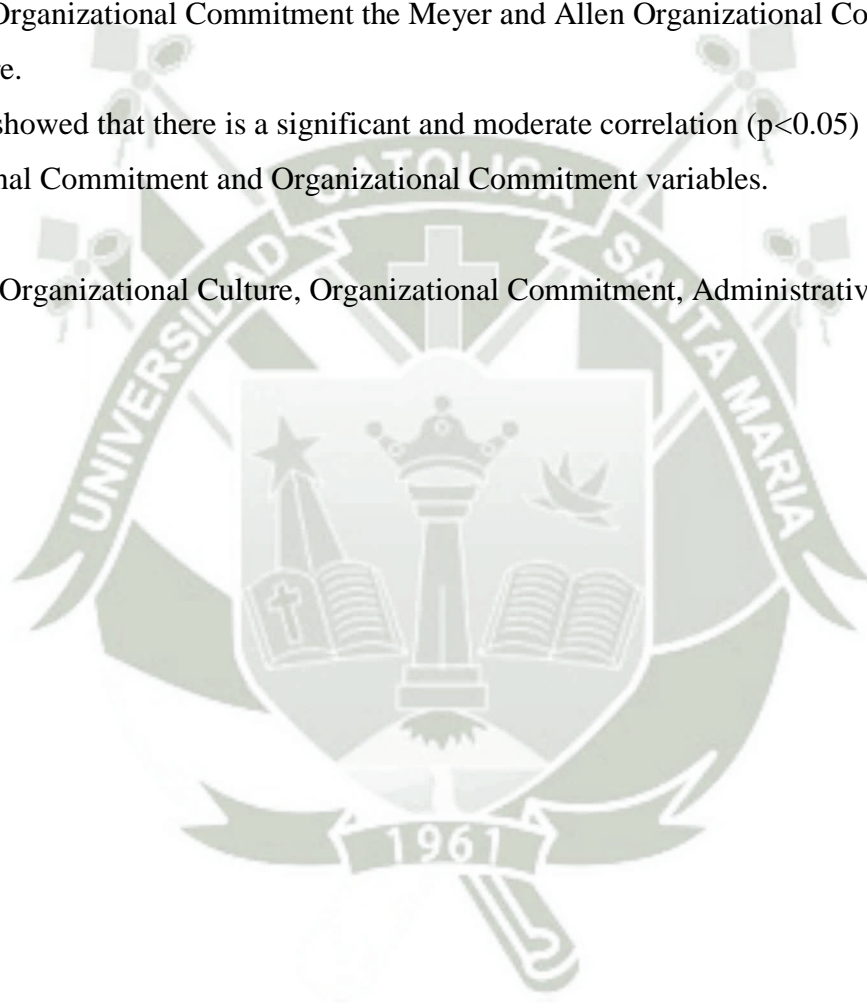 Organizational Commitment the Meyer and Allen Organizational Co
re.
showed that there is a significant and moderate correlation (p<0.05)
nal Commitment and Organizational Commitment variables.
Organizational Culture, Organizational Commitment, Administrativ
UNIVERSIDAD CATOLICA SANTA MARIA
1961